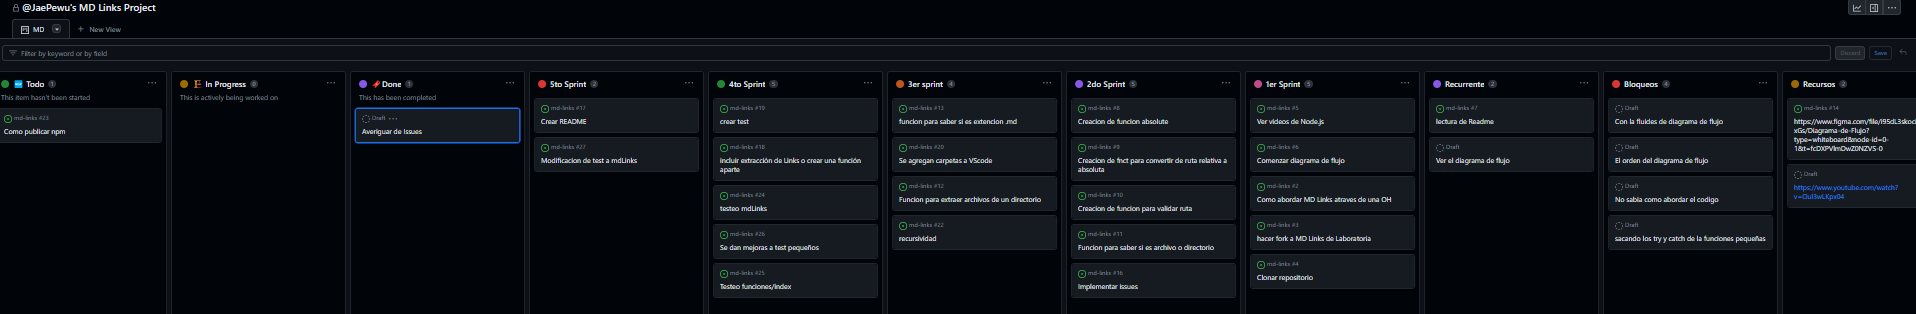 @JaePewu's MD Links Project
MD
New View
Filter by keyword or by field
Discard
Save
Todo 1
This item hasn't been started
md-links #23
Como publicar npm
In Progress 0
This is actively being worked on
Done 1
This has been completed
Draft
Averiguar de issues
5to Sprint 2
md-links #17
Crear README
md-links #27
Modificacion de test a mdLinks
4to Sprint 5
md-links #19
crear test
md-links #18
incluir extracción de Links o crear una función
aparte
md-links #24
testeo mdLinks
md-links #26
Se dan mejoras a test pequeños
md-links #25
Testeo funciones/index
3er sprint 4
md-links #13
funcion para saber si es extencion .md
md-links #20
Se agregan carpetas a VScode
md-links #12
Funcion para extraer archivos de un directorio
md-links #22
recursividad
2do Sprint 5
md-links #8
Creacion de funcion absolute
md-links #9
Creacion de fnct para convertir de ruta relativa a
absoluta
md-links #10
Creacion de funcion para validar ruta
md-links #11
Funcion para saber si es archivo o directorio
md-links #16
Implementar issues
1er Sprint 5
md-links #5
Ver videos de Node.js
md-links #6
Comenzar diagrama de flujo
md-links #2
Como abordar MD Links atraves de una OH
md-links #3
hacer fork a MD Links de Laboratoria
md-links #4
Clonar repositorio
Recurrente 2
md-links #7
lectura de Readme
Draft
Ver el diagrama de flujo
Bloqueos 4
Draft
Con la fluides de diagrama de flujo
Draft
El orden del diagrama de flujo
Draft
No sabia como abordar el codigo
Draft
sacando los try y catch de la funciones pequeñas
Recursos 2
md-links #14
xGs/Diagrama-de-Flujo?
type=whiteboard&node-id=0-
Draft
https://www.youtube.com/watch?